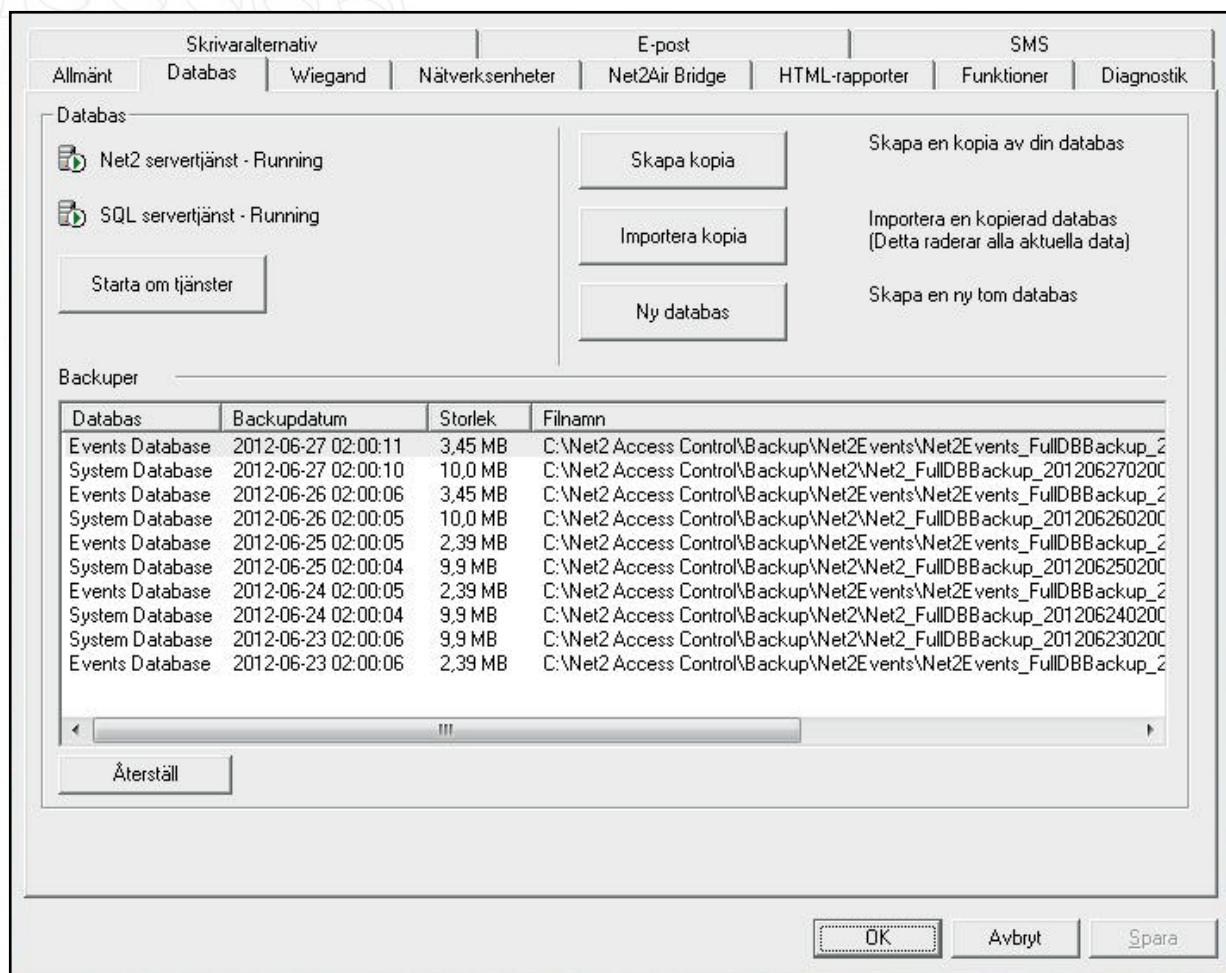 Skrivaralternativ E-post SMS
Allmänt Databas Wiegand Nätverksenheter Net2Air Bridge HTML-rapporter Funktioner Diagnostik
Databas
Net2 servertjänst - Running
SQL servertjänst - Running
Starta om tjänster
Skapa kopia
Skapa en kopia av din databas
Importera kopia
Importera en kopierad databas
(Detta raderar alla aktuella data)
Ny databas
Skapa en ny tom databas
Backuper
Databas Backupdatum Storlek Filnamn
Events Database 2012-06-27 02:00:11 3,45 MB C:\Net2 Access Control\Backup\Net2Events\Net2Events_FullDBBackup_2
System Database 2012-06-27 02:00:10 10,0 MB C:\Net2 Access Control\Backup\Net2\Net2_FullDBBackup_201206270200
Events Database 2012-06-26 02:00:06 3,45 MB C:\Net2 Access Control\Backup\Net2Events\Net2Events_FullDBBackup_2
System Database 2012-06-26 02:00:05 10,0 MB C:\Net2 Access Control\Backup\Net2\Net2_FullDBBackup_201206260200
Events Database 2012-06-25 02:00:05 2,39 MB C:\Net2 Access Control\Backup\Net2Events\Net2Events_FullDBBackup_2
System Database 2012-06-25 02:00:04 9,9 MB C:\Net2 Access Control\Backup\Net2\Net2_FullDBBackup_201206250200
Events Database 2012-06-24 02:00:05 2,39 MB C:\Net2 Access Control\Backup\Net2Events\Net2Events_FullDBBackup_2
System Database 2012-06-24 02:00:04 9,9 MB C:\Net2 Access Control\Backup\Net2\Net2_FullDBBackup_201206240200
System Database 2012-06-23 02:00:06 9,9 MB C:\Net2 Access Control\Backup\Net2\Net2_FullDBBackup_201206230200
Events Database 2012-06-23 02:00:06 2,39 MB C:\Net2 Access Control\Backup\Net2Events\Net2Events_FullDBBackup_2
Återställ
OK Avbryt Spara